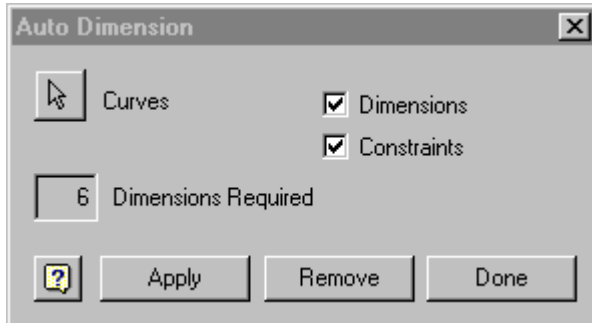 Auto Dimension
Curves
Dimensions
Constraints
6 Dimensions Required
? Apply Remove Done